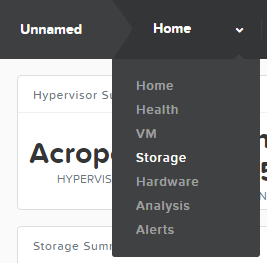 Unnamed
Home
Hypervisor Su
Acrop
HYPERVIS
Home
Health
VM
Storage
Hardware
Analysis
Alerts
Storage Summ